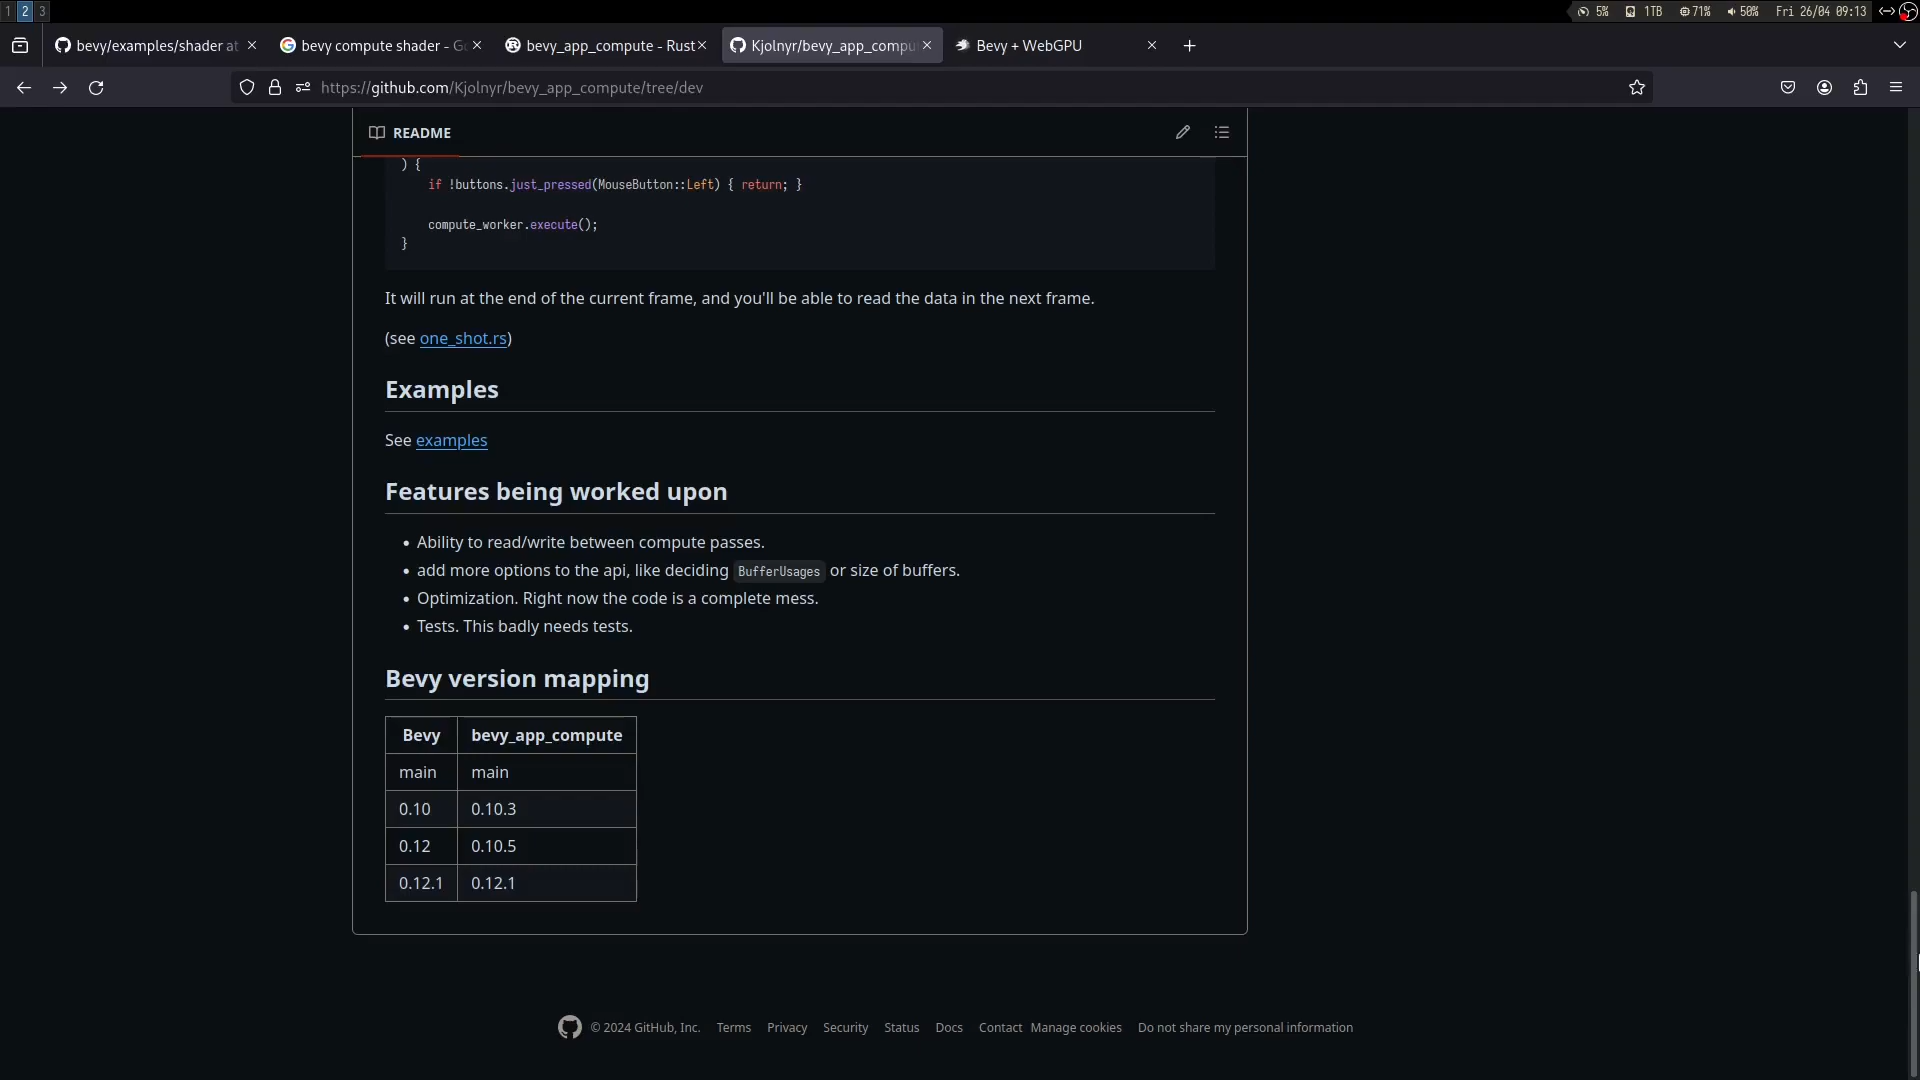 1 2 3
5% 1TB 71% 50% Fri 26/04 09:13
bevy/examples/shader at
bevy compute shader - Go
bevy_app_compute - Rust
Kjolnyr/bevy_app_compu
Bevy + WebGPU
https://github.com/Kjolnyr/bevy_app_compute/tree/dev
README
) {
if !buttons.just_pressed(MouseButton::Left) { return; }
compute_worker.execute();
}
It will run at the end of the current frame, and you'll be able to read the data in the next frame.
(see one_shot.rs)
Examples
See examples
Features being worked upon
• Ability to read/write between compute passes.
• add more options to the api, like deciding BufferUsages or size of buffers.
• Optimization. Right now the code is a complete mess.
• Tests. This badly needs tests.
Bevy version mapping
Bevy bevy_app_compute
main main
0.10 0.10.3
0.12 0.10.5
0.12.1 0.12.1
© 2024 GitHub, Inc. Terms Privacy Security Status Docs Contact Manage cookies Do not share my personal information